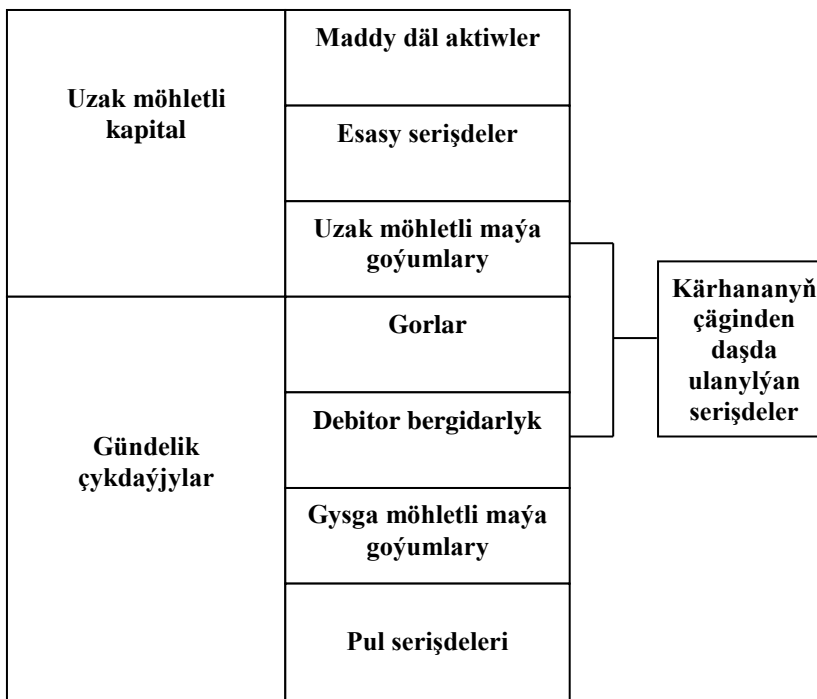 Uzak möhletli
kapital
Maddy däl aktiwler
Esasy serişdeler
Uzak möhletli maýa
goýumlary
Gündelik
çykdaýjylar
Gorlar
Debitor bergidarlyk
Gysga möhletli maýa
goýumlary
Pul serişdeleri
Kärhananyň
çäginden
daşda
ulanylýan
serişdeler